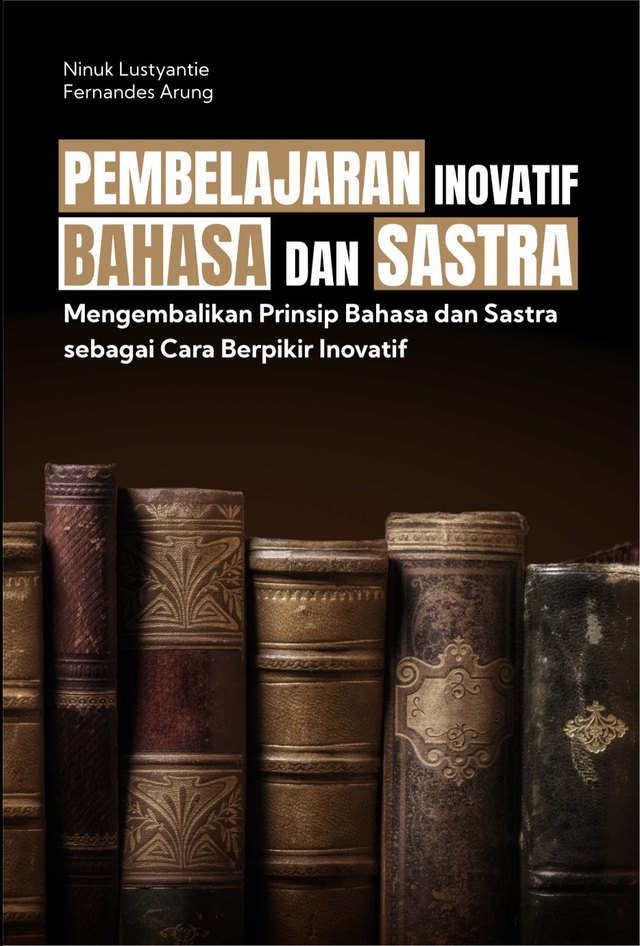 Ninuk Lustyantie
Fernandes Arung
PEMBELAJARAN INOVATIF
BAHASA DAN SASTRA
Mengembalikan Prinsip Bahasa dan Sastra
sebagai Cara Berpikir Inovatif